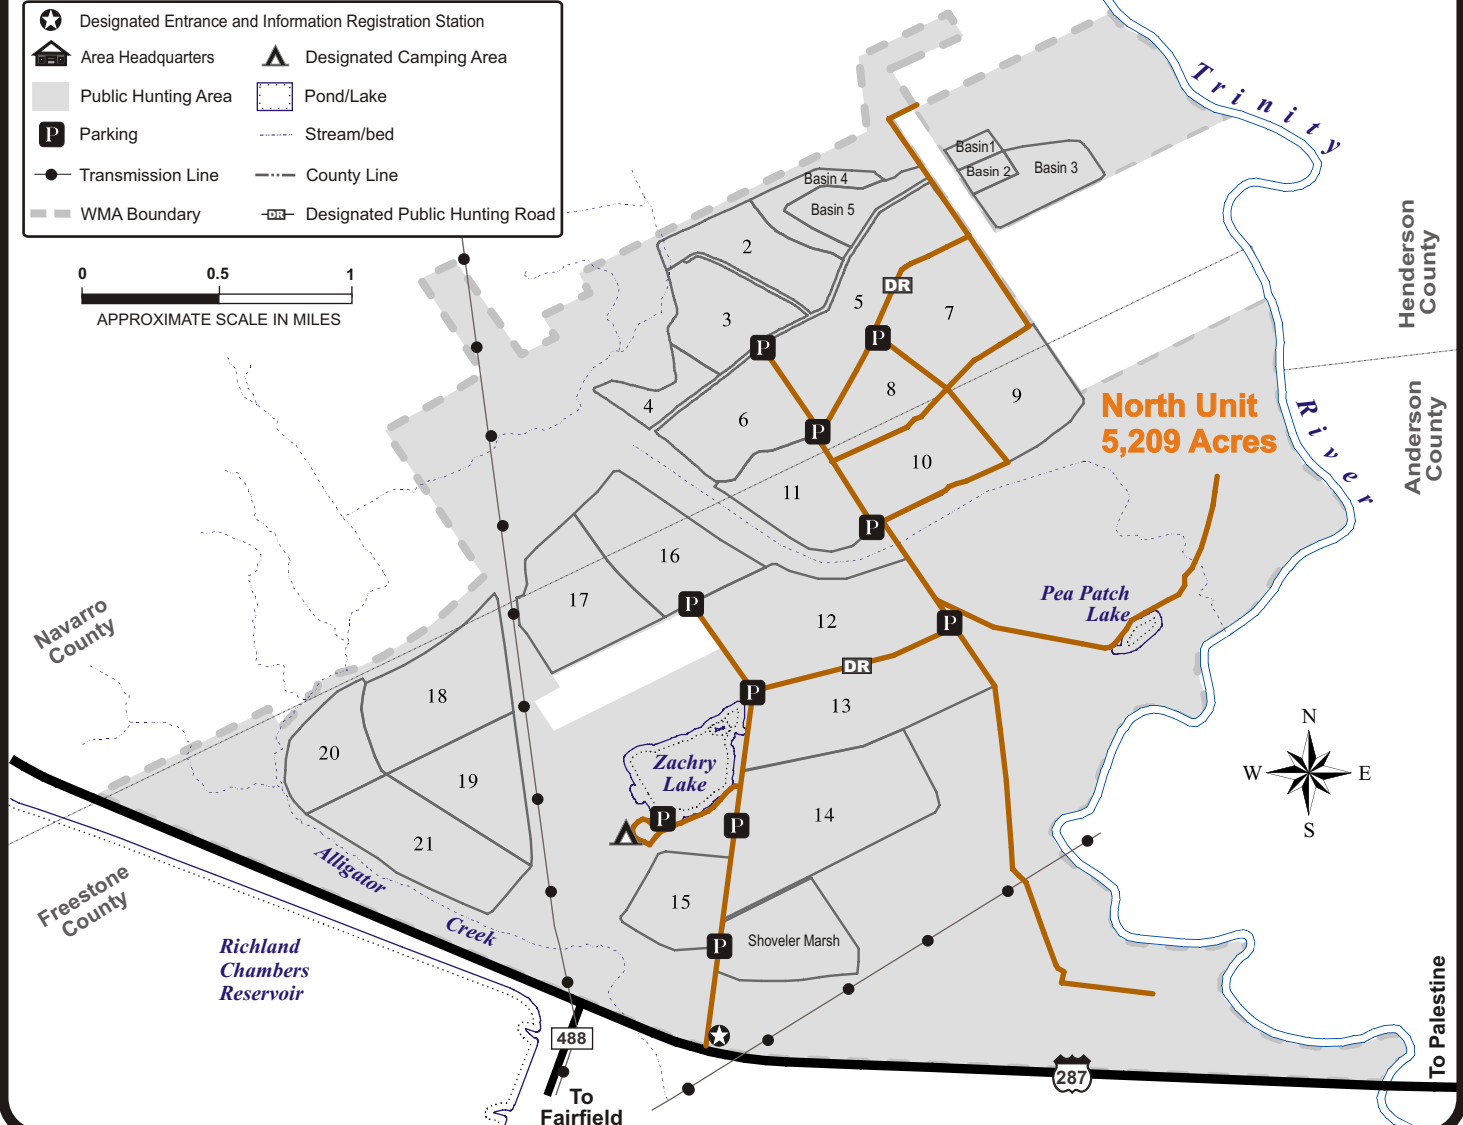 Designated Entrance and Information Registration Station
Area Headquarters
Designated Camping Area
Public Hunting Area
Pond/Lake
P
Parking
Stream/bed
Transmission Line
County Line
WMA Boundary
DR
Designated Public Hunting Road
0
0.5
1
APPROXIMATE SCALE IN MILES
Trinity
River
Henderson
County
Anderson
County
Navarro
County
Freestone
County
North Unit
5,209 Acres
Basin1
Basin 2
Basin 3
Basin 4
Basin 5
2
3
4
5
6
7
8
9
10
11
12
13
14
15
16
17
18
19
20
21
DR
DR
P
P
P
P
P
P
P
P
P
P
Pea Patch
Lake
Zachry
Lake
Shoveler Marsh
Alligator
Creek
Richland
Chambers
Reservoir
N
W
E
S
488
287
To
Fairfield
To Palestine